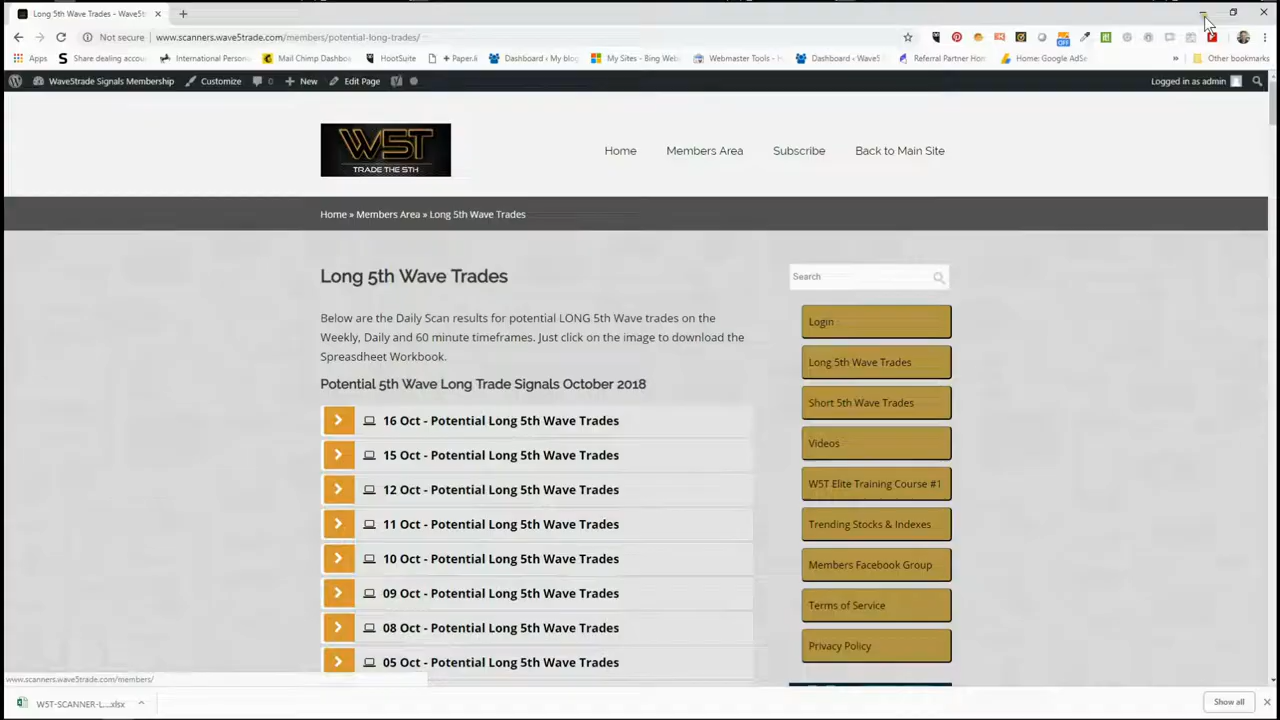 Long 5th Wave Trades - Wave5t
Not secure
www.scanners.wave5trade.com/members/potential-long-trades/
Apps
Share dealing accou
International Persona
Mail Chimp Dashboa
HootSuite
+ Paper.li
Dashboard ‹ My blog
My Sites - Bing Web
Webmaster Tools - H
Dashboard ‹ Wave5
Referral Partner Hom
Home: Google AdSe
»
Other bookmarks
Wave5trade Signals Membership
0
New
Customize
Edit Page
Logged in as admin
W5T
TRADE THE 5TH
Home
Members Area
Subscribe
Back to Main Site
Home » Members Area » Long 5th Wave Trades
Long 5th Wave Trades
Below are the Daily Scan results for potential LONG 5th Wave trades on the
Weekly, Daily and 60 minute timeframes. Just click on the image to download the
Spreasdheet Workbook.
Potential 5th Wave Long Trade Signals October 2018
16 Oct - Potential Long 5th Wave Trades
15 Oct - Potential Long 5th Wave Trades
12 Oct - Potential Long 5th Wave Trades
11 Oct - Potential Long 5th Wave Trades
10 Oct - Potential Long 5th Wave Trades
09 Oct - Potential Long 5th Wave Trades
08 Oct - Potential Long 5th Wave Trades
05 Oct - Potential Long 5th Wave Trades
Search
Login
Long 5th Wave Trades
Short 5th Wave Trades
Videos
W5T Elite Training Course #1
Trending Stocks & Indexes
Members Facebook Group
Terms of Service
Privacy Policy
www.scanners.wave5trade.com/members/
W5T-SCANNER-L....xlsx
Show all